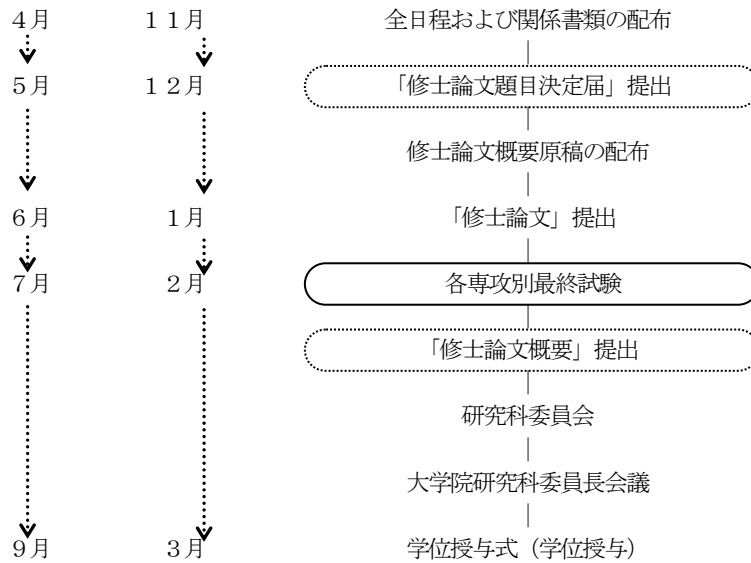 ４月 １１月 全日程および関係書類の配布
５月 １２月 「修士論文題目決定届」提出
修士論文概要原稿の配布
６月 １月 「修士論文」提出
７月 ２月 各専攻別最終試験
「修士論文概要」提出
研究科委員会
大学院研究科委員長会議
９月 ３月 学位授与式（学位授与）